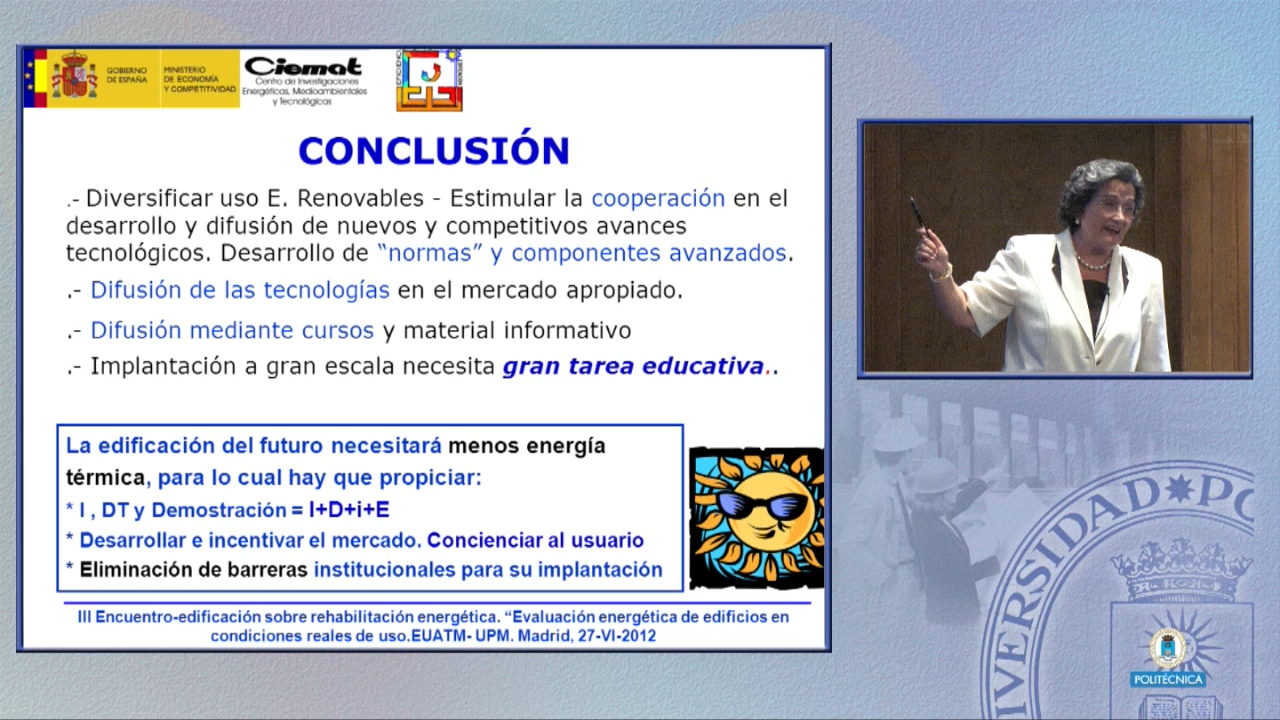 GOBIERNO
DE ESPAÑA
MINISTERIO
DE ECONOMÍA
Y COMPETITIVIDAD
Ciemat
Centro de Investigaciones
Energéticas, Medioambientales
y Tecnológicas
CONCLUSIÓN
.- Diversificar uso E. Renovables - Estimular la cooperación en el
desarrollo y difusión de nuevos y competitivos avances
tecnológicos. Desarrollo de “normas” y componentes avanzados.
.- Difusión de las tecnologías en el mercado apropiado.
.- Difusión mediante cursos y material informativo
.- Implantación a gran escala necesita gran tarea educativa..
La edificación del futuro necesitará menos energía
térmica, para lo cual hay que propiciar:
* I , DT y Demostración = I+D+i+E
* Desarrollar e incentivar el mercado. Concienciar al usuario
* Eliminación de barreras institucionales para su implantación
III Encuentro-edificación sobre rehabilitación energética. “Evaluación energética de edificios en
condiciones reales de uso.EUATM- UPM. Madrid, 27-VI-2012
IVERSIDAD PO
POLITÉCNICA